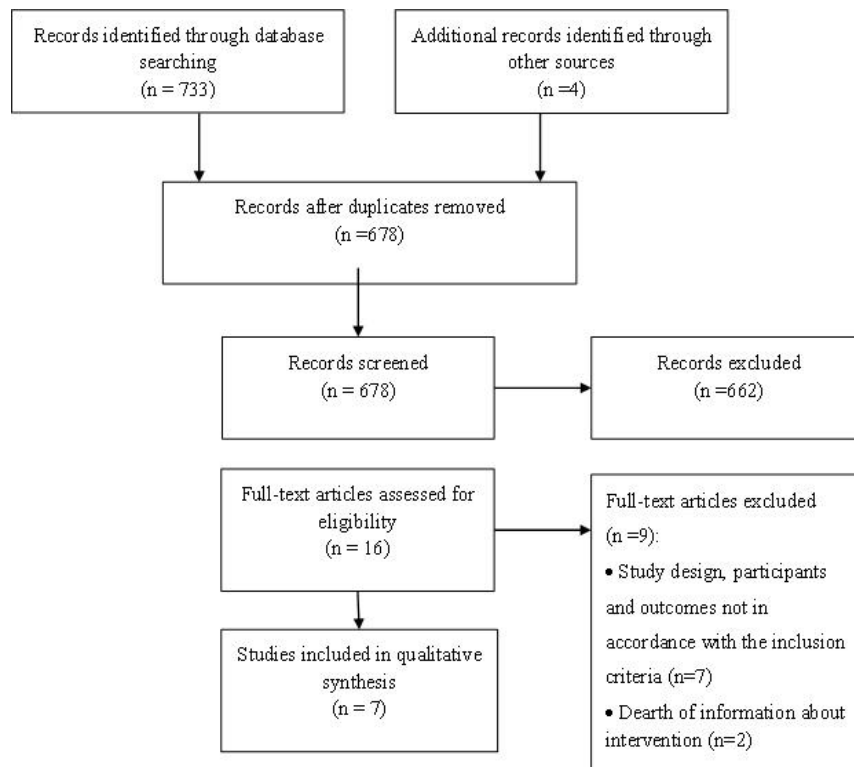 Records identified through database
searching
(n = 733)
Additional records identified through
other sources
(n =4)
Records after duplicates removed
(n =678)
Records screened
(n = 678)
Records excluded
(n =662)
Full-text articles assessed for
eligibility
(n = 16)
Full-text articles excluded
(n =9):
• Study design, participants
and outcomes not in
accordance with the inclusion
criteria (n=7)
• Dearth of information about
intervention (n=2)
Studies included in qualitative
synthesis
(n = 7)